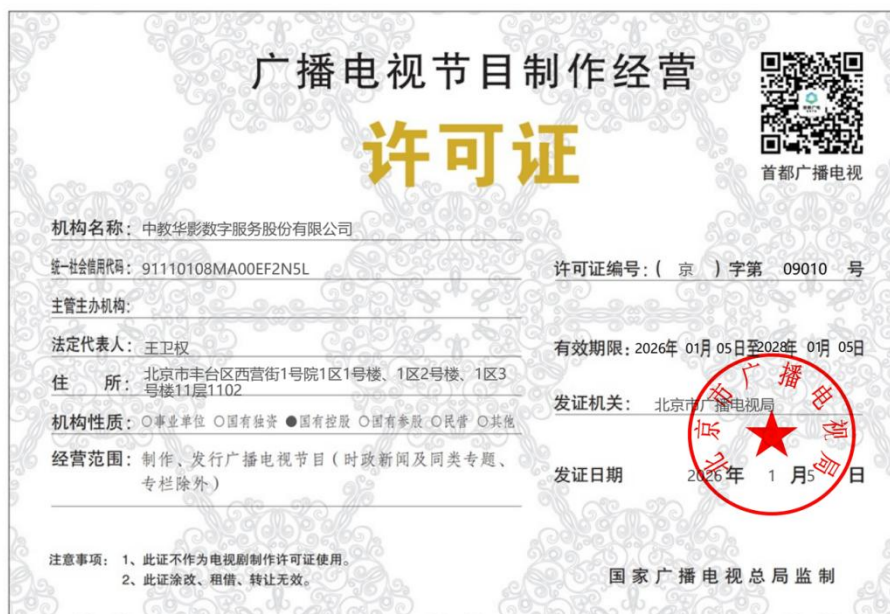 广播电视节目制作经营
许可证
首都广播电视
机构名称：中教华影数字服务股份有限公司
统一社会信用代码：91110108MA00EF2N5L
主管主办机构：
法定代表人：王卫权
住 所：北京市丰台区西营街1号院1区1号楼、1区2号楼、1区3
号楼11层1102
机构性质：○事业单位 ○国有独资 ●国有控股 ○国有参股 ○民营 ○其他
经营范围：制作、发行广播电视节目（时政新闻及同类专题、
专栏除外）
许可证编号：（ 京 ）字第 09010 号
有效期限：2026年 01月 05日至2028年 01月 05日
发证机关： 北京市广播电视局
发证日期 2026 年 1 月5 日
北京市广播电视局
注意事项： 1、此证不作为电视剧制作许可证使用。
2、此证涂改、租借、转让无效。
国家广播电视总局监制